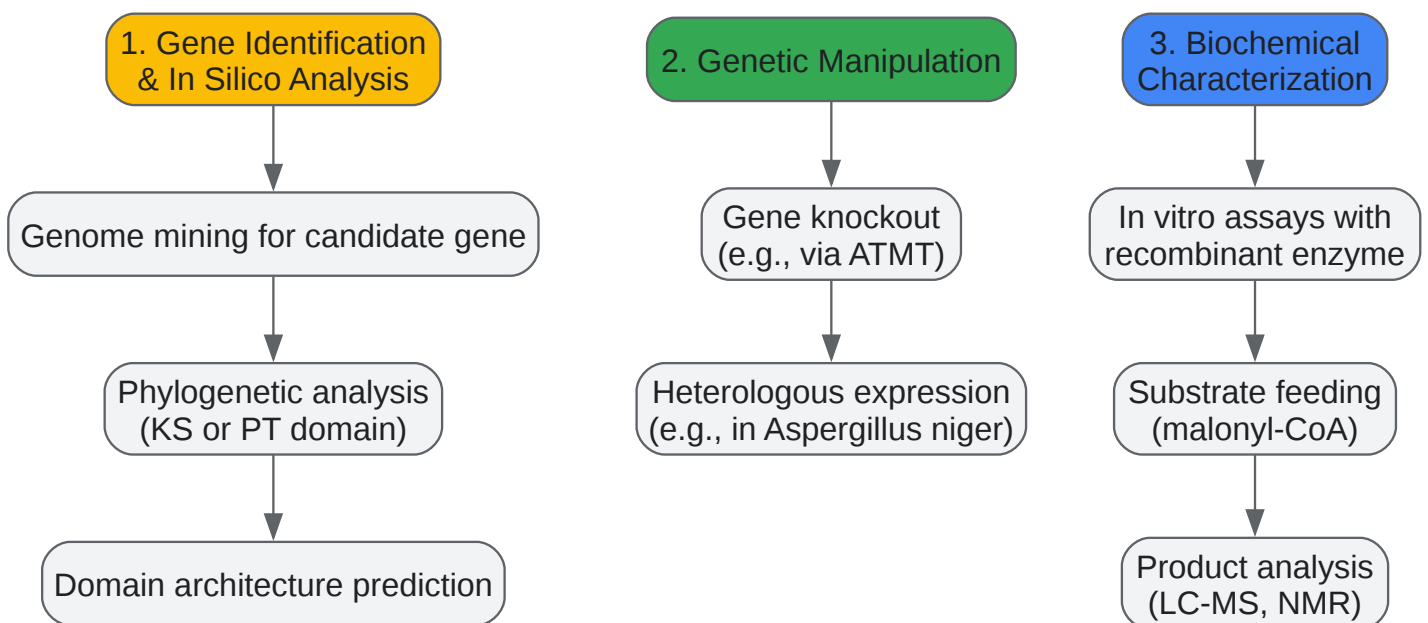 1. Gene Identification
& In Silico Analysis
Genome mining for candidate gene
Phylogenetic analysis
(KS or PT domain)
Domain architecture prediction
2. Genetic Manipulation
Gene knockout
(e.g., via ATMT)
Heterologous expression
(e.g., in Aspergillus niger)
3. Biochemical
Characterization
In vitro assays with
recombinant enzyme
Substrate feeding
(malonyl-CoA)
Product analysis
(LC-MS, NMR)